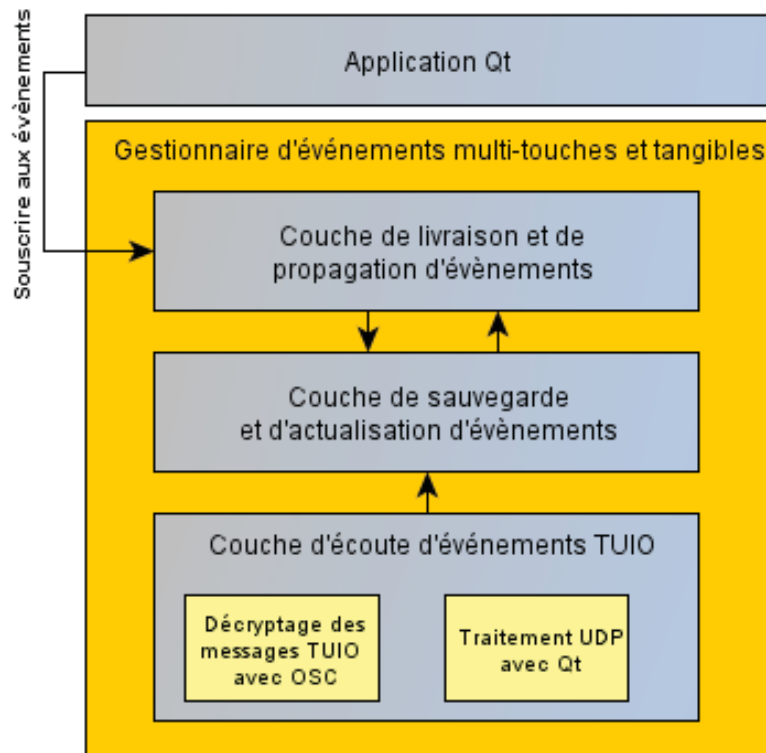 Souscrire aux évènements
Application Qt
Gestionnaire d'événements multi-touches et tangibles
Couche de livraison et de
propagation d'évènements
Couche de sauvegarde
et d'actualisation d'évènements
Couche d'écoute d'événements TUIO
Décryptage des
messages TUIO
avec OSC
Traitement UDP
avec Qt